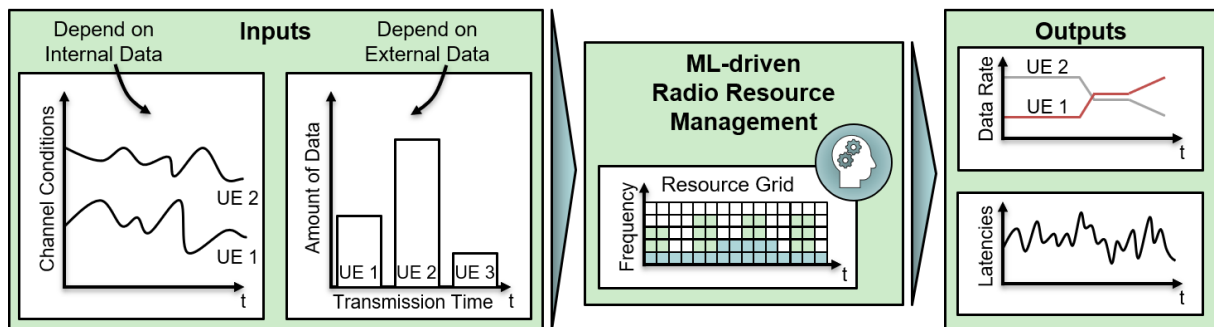 Inputs
Depend on
Internal Data
Depend on
External Data
Channel Conditions
UE 2
UE 1
t
Amount of Data
UE 1
UE 2
UE 3
Transmission Time
t
ML-driven
Radio Resource
Management
Resource Grid
Frequency
t
Outputs
Data Rate
UE 2
UE 1
t
Latencies
t